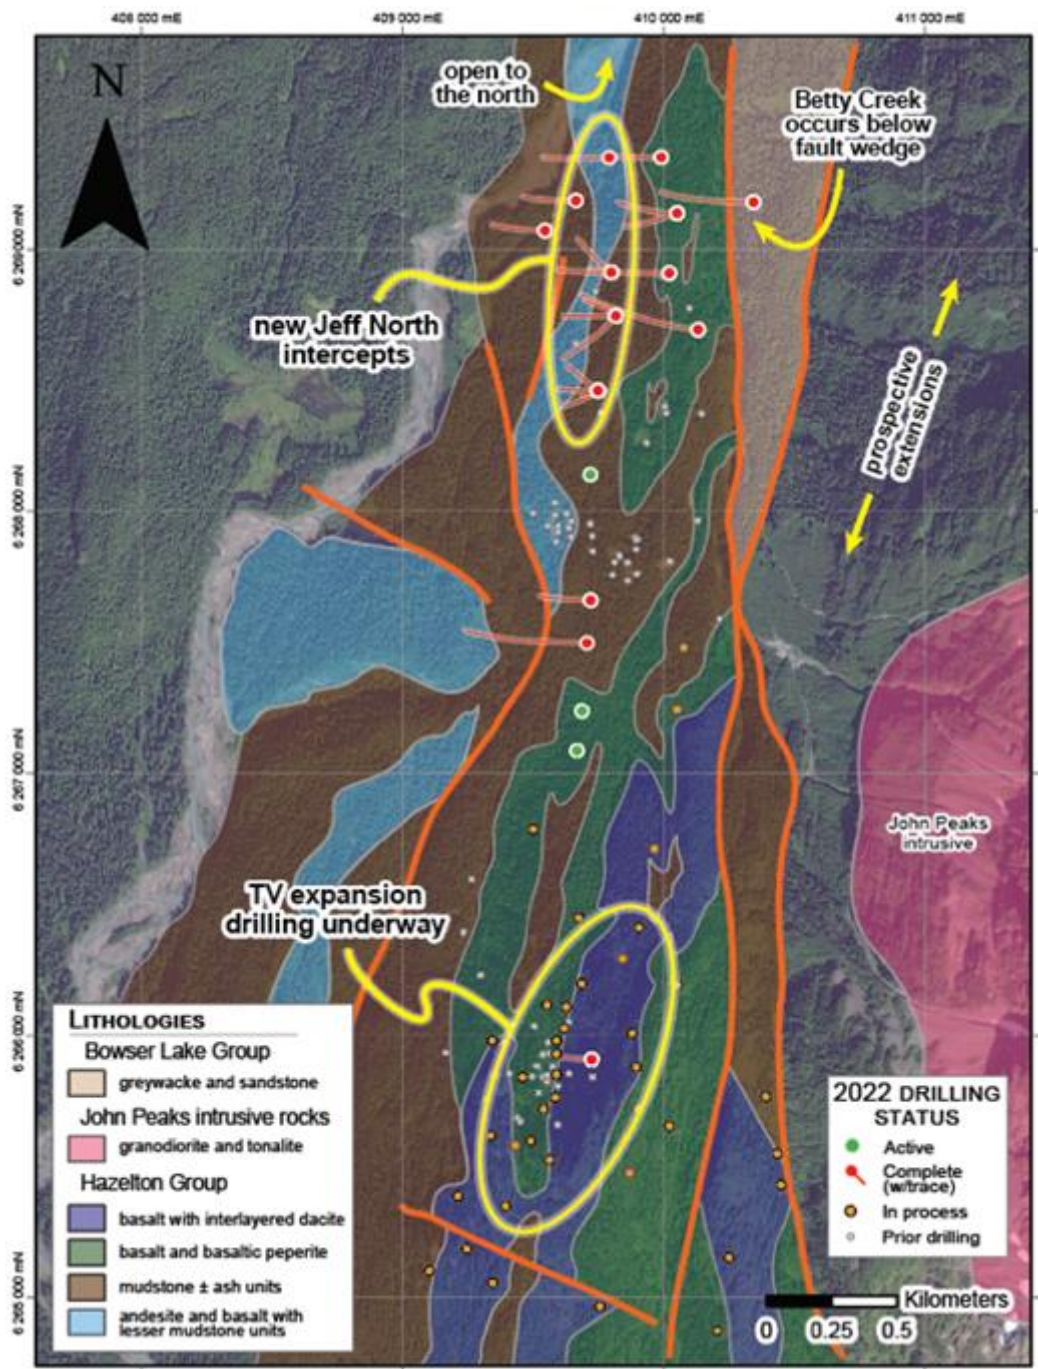 408 000 mE
409 000 mE
410 000 mE
411 000 mE
N
open to
the north
Betty Creek
occurs below
fault wedge
6 269 000 mN
new Jeff North
intercepts
prospective
extensions
6 268 000 mN
6 267 000 mN
John Peaks
intrusive
TV expansion
drilling underway
6 266 000 mN
6 265 000 mN
LITHOLOGIES
Bowser Lake Group
greywacke and sandstone
John Peaks intrusive rocks
granodiorite and tonalite
Hazelton Group
basalt with interlayered dacite
basalt and basaltic peperite
mudstone ± ash units
andesite and basalt with
lesser mudstone units
2022 DRILLING
STATUS
Active
Complete
(w/trace)
In process
Prior drilling
Kilometers
0 0.25 0.5